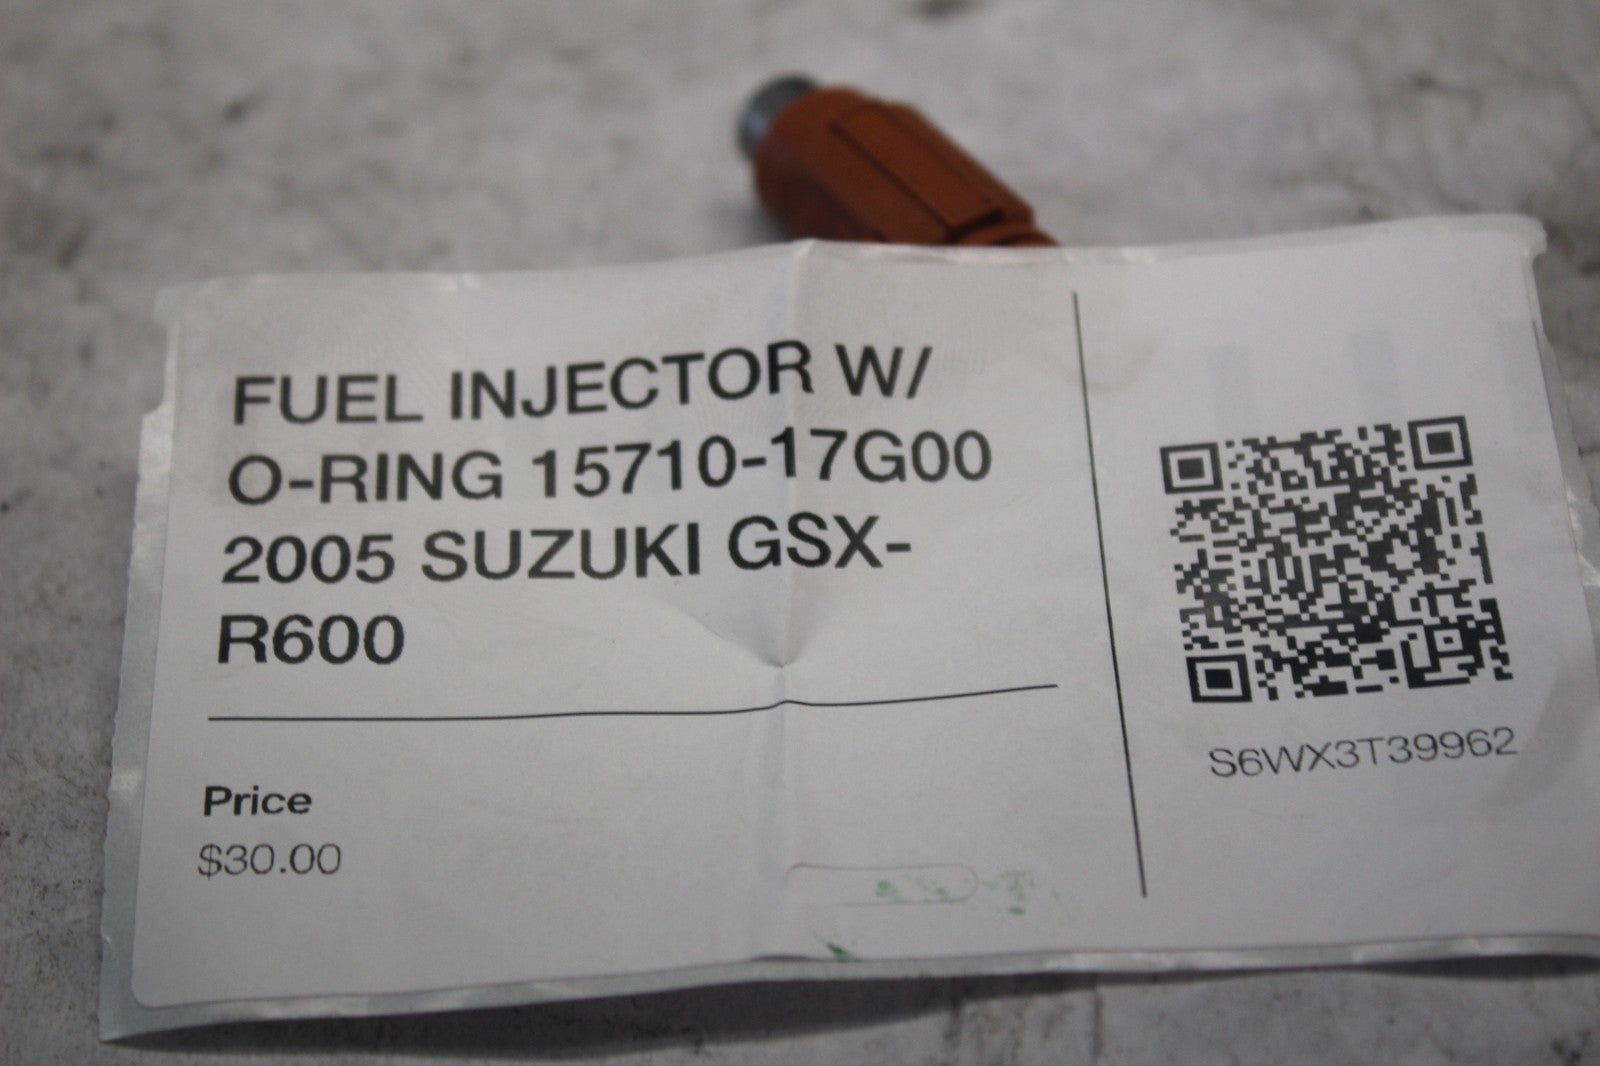 FUEL INJECTOR W/
O-RING 15710-17G00
2005 SUZUKI GSX-
R600
Price
$30.00
S6WX3T39962